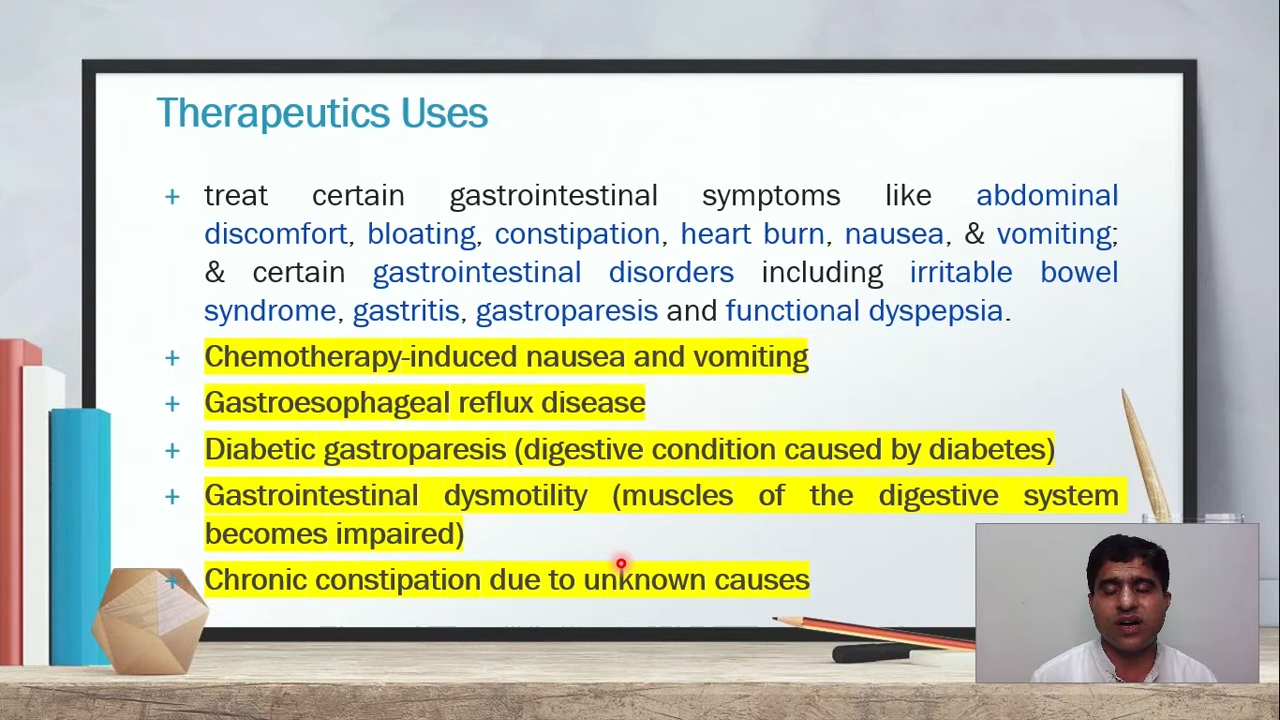 Therapeutics Uses
+ treat certain gastrointestinal symptoms like abdominal
discomfort, bloating, constipation, heart burn, nausea, & vomiting;
& certain gastrointestinal disorders including irritable bowel
syndrome, gastritis, gastroparesis and functional dyspepsia.
+ Chemotherapy-induced nausea and vomiting
+ Gastroesophageal reflux disease
+ Diabetic gastroparesis (digestive condition caused by diabetes)
+ Gastrointestinal dysmotility (muscles of the digestive system
becomes impaired)
+ Chronic constipation due to unknown causes